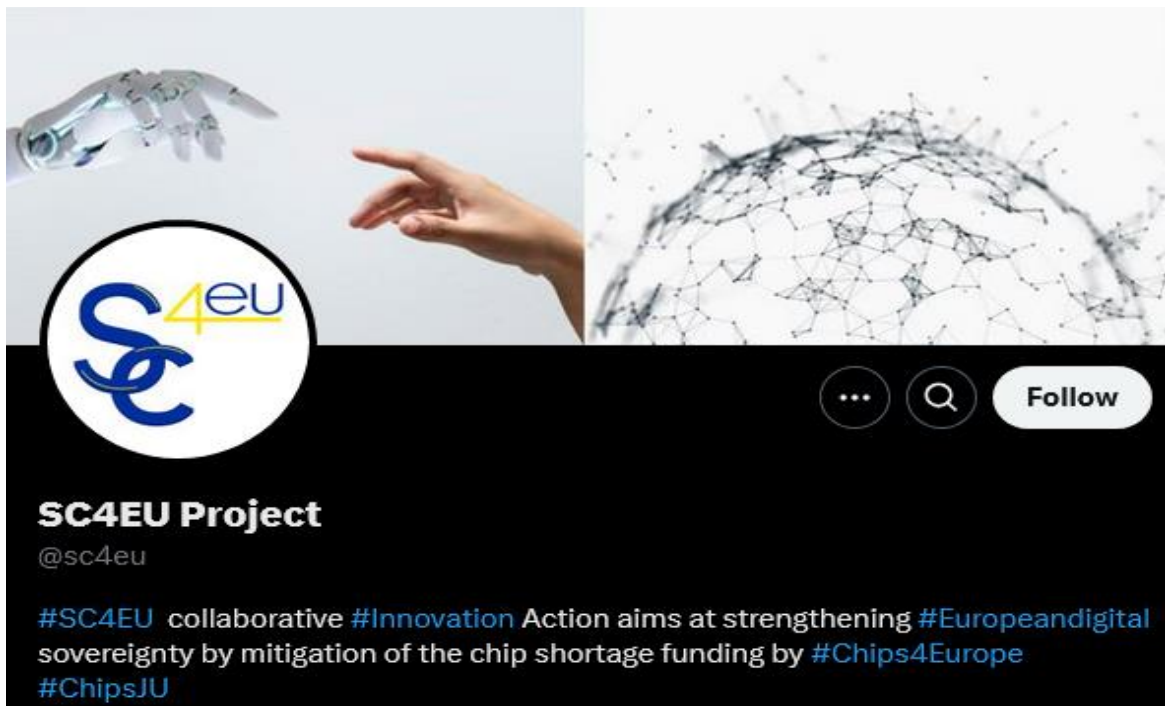 S4eu
C
Follow
SC4EU Project
@sc4eu
#SC4EU collaborative #Innovation Action aims at strengthening #Europeandigital
sovereignty by mitigation of the chip shortage funding by #Chips4Europe
#ChipsJU